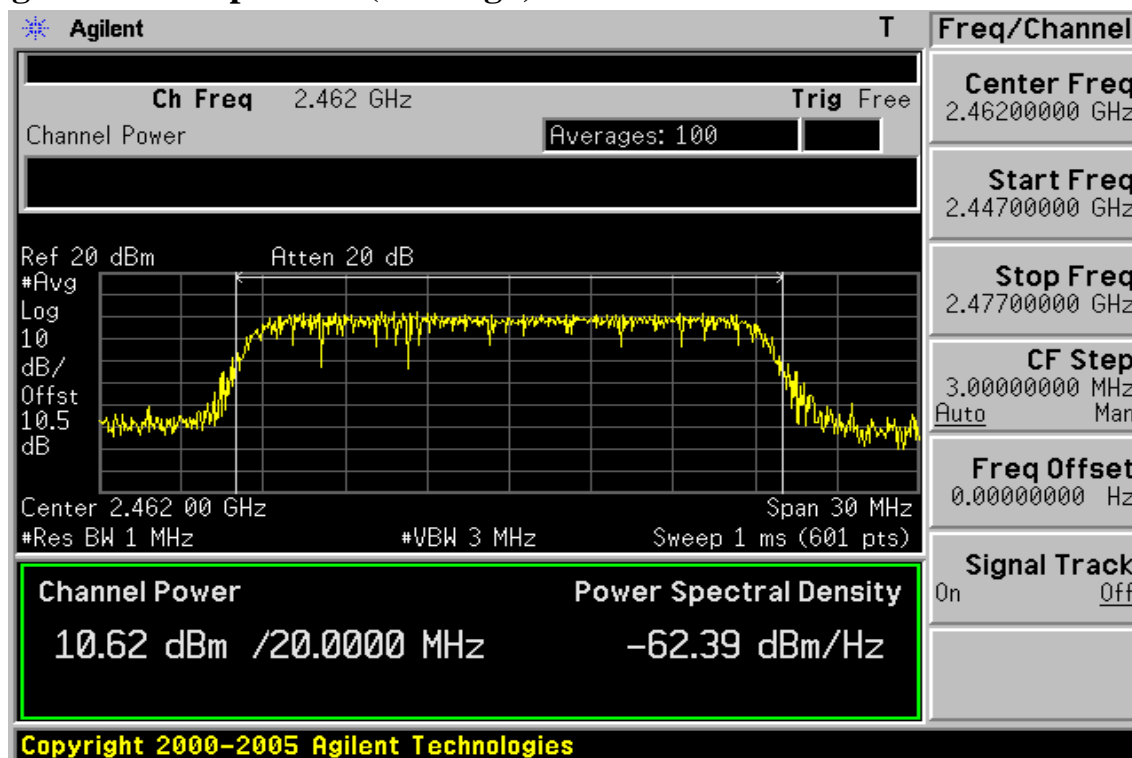 Agilent T Freq/Channel
Ch Freq 2.462 GHz Trig Free
Channel Power Averages: 100
Ref 20 dBm Atten 20 dB
#Avg
Log
10
dB/
Offst
10.5
dB
Center 2.462 00 GHz Span 30 MHz
#Res BW 1 MHz #VBW 3 MHz Sweep 1 ms (601 pts)
Channel Power Power Spectral Density
10.62 dBm /20.0000 MHz -62.39 dBm/Hz
Copyright 2000-2005 Agilent Technologies
Center Freq
2.46200000 GHz
Start Freq
2.44700000 GHz
Stop Freq
2.47700000 GHz
CF Step
3.00000000 MHz
Auto Man
Freq Offset
0.00000000 Hz
Signal Track
On Off